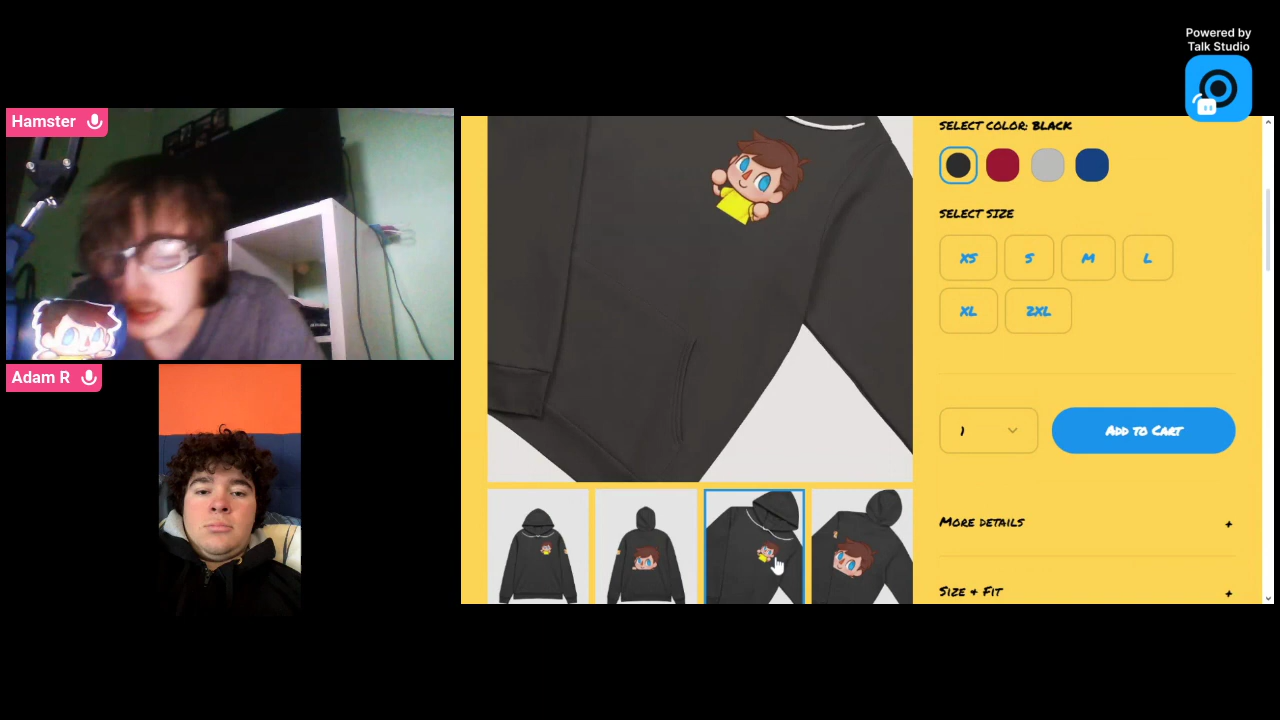 Powered by
Talk Studio
Hamster
Adam R
SELECT COLOR: BLACK
SELECT SIZE
XS
S
M
L
XL
2XL
1
ADD TO CART
MORE DETAILS
+
SIZE + FIT
+